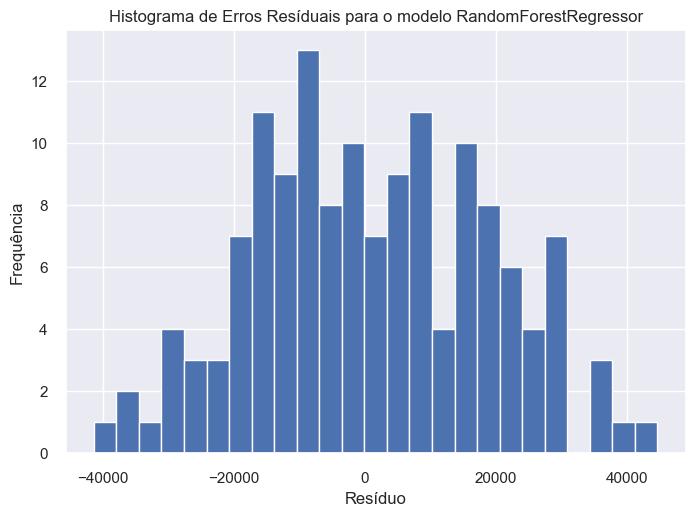 Histograma de Erros Resíduais para o modelo RandomForestRegressor
12
10
8
6
4
2
0
Frequência
−40000 −20000 0 20000 40000
Resíduo